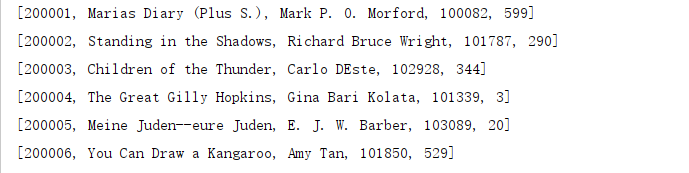 [200001, Marias Diary (Plus S.), Mark P. O. Morford, 100082, 599]
[200002, Standing in the Shadows, Richard Bruce Wright, 101787, 290]
[200003, Children of the Thunder, Carlo DEste, 102928, 344]
[200004, The Great Gilly Hopkins, Gina Bari Kolata, 101339, 3]
[200005, Meine Juden--eure Juden, E. J. W. Barber, 103089, 20]
[200006, You Can Draw a Kangaroo, Amy Tan, 101850, 529]